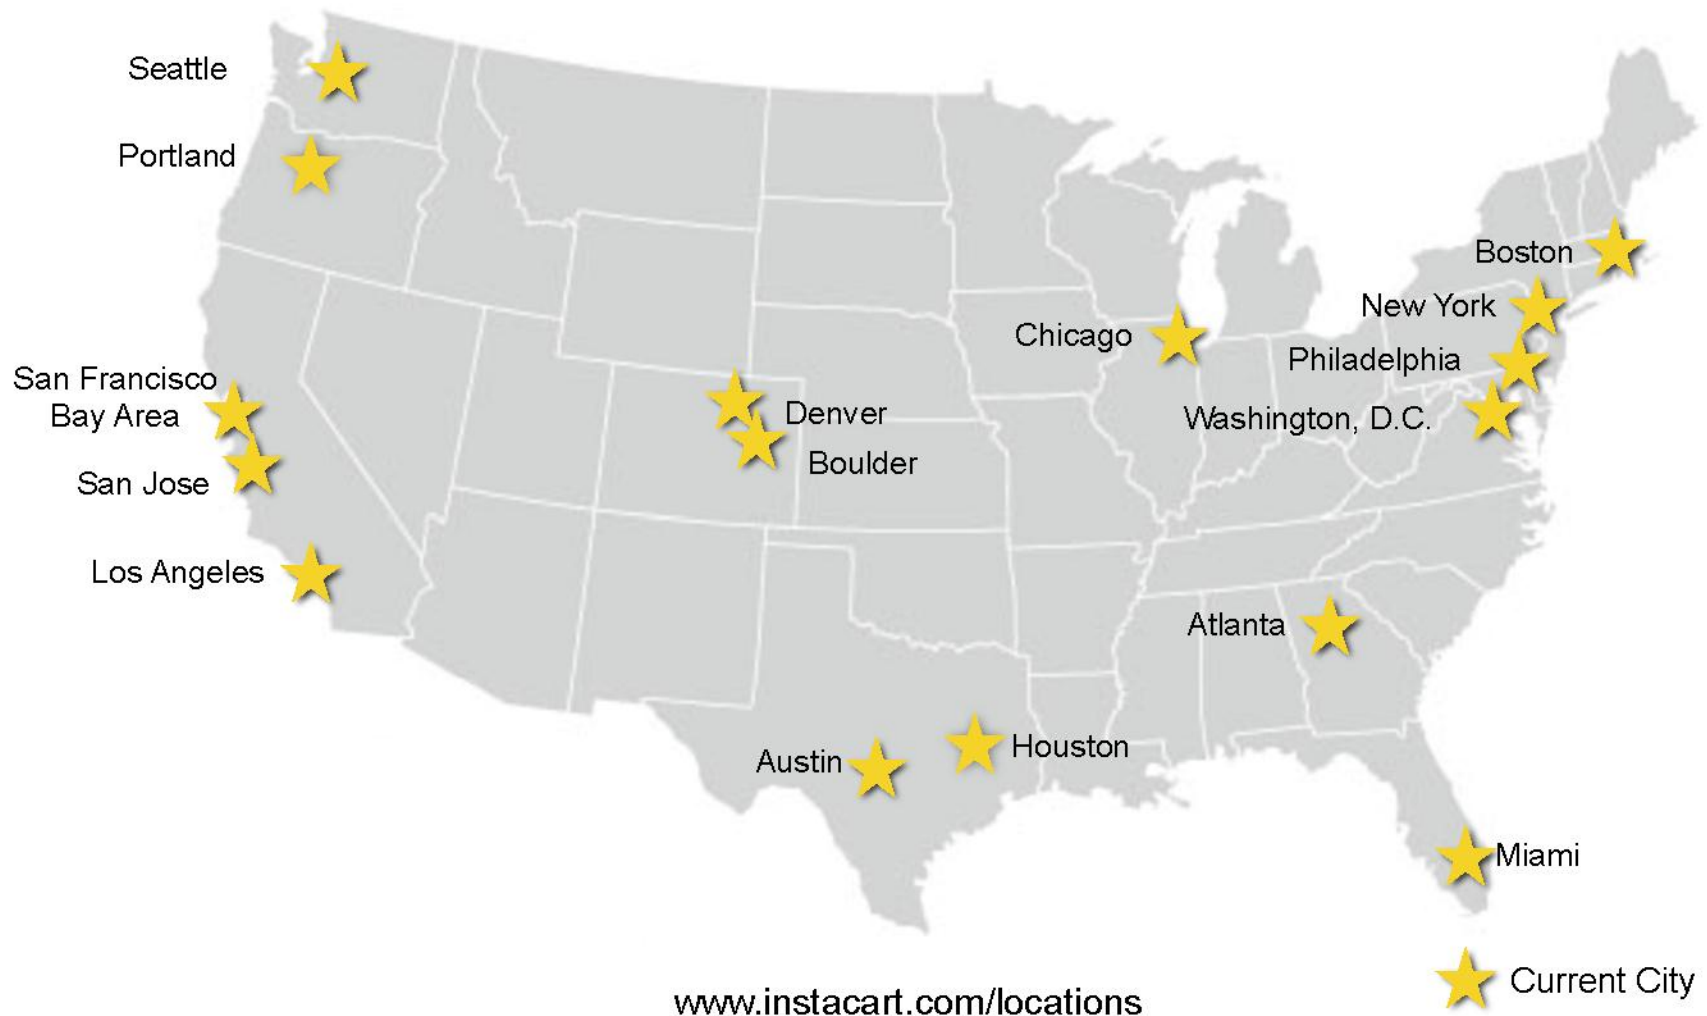 Seattle
Portland
San Francisco
Bay Area
San Jose
Los Angeles
Denver
Boulder
Austin
Houston
Chicago
Boston
New York
Philadelphia
Washington, D.C.
Atlanta
Miami
Current City
www.instacart.com/locations